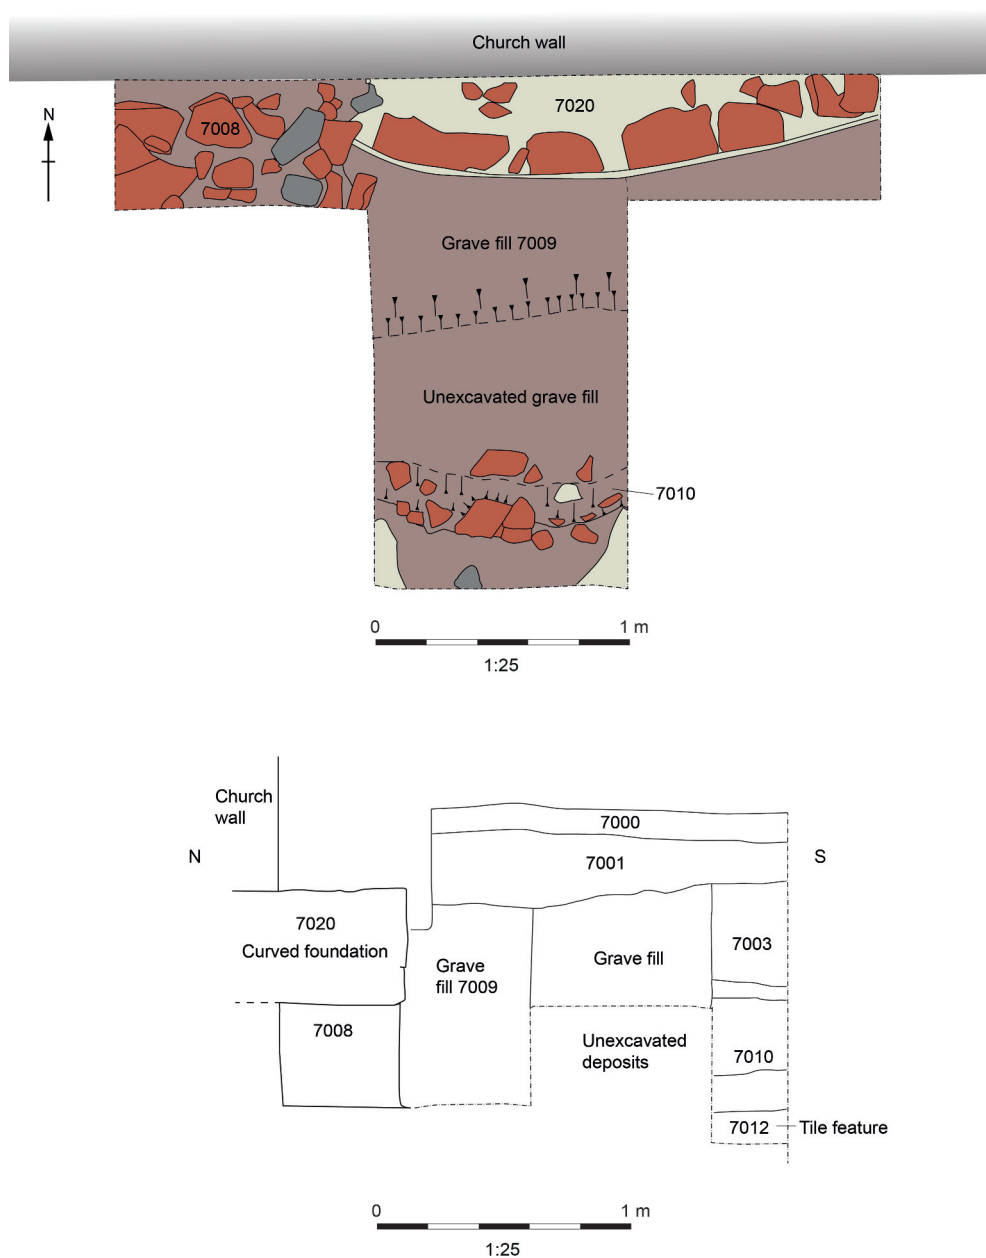 Church wall
N
7008
7020
Grave fill 7009
Unexcavated grave fill
7010
0
1 m
1:25
Church
wall
N
S
7000
7001
7020
Curved foundation
Grave
fill 7009
Grave fill
7003
7008
Unexcavated
deposits
7010
7012
Tile feature
0
1 m
1:25